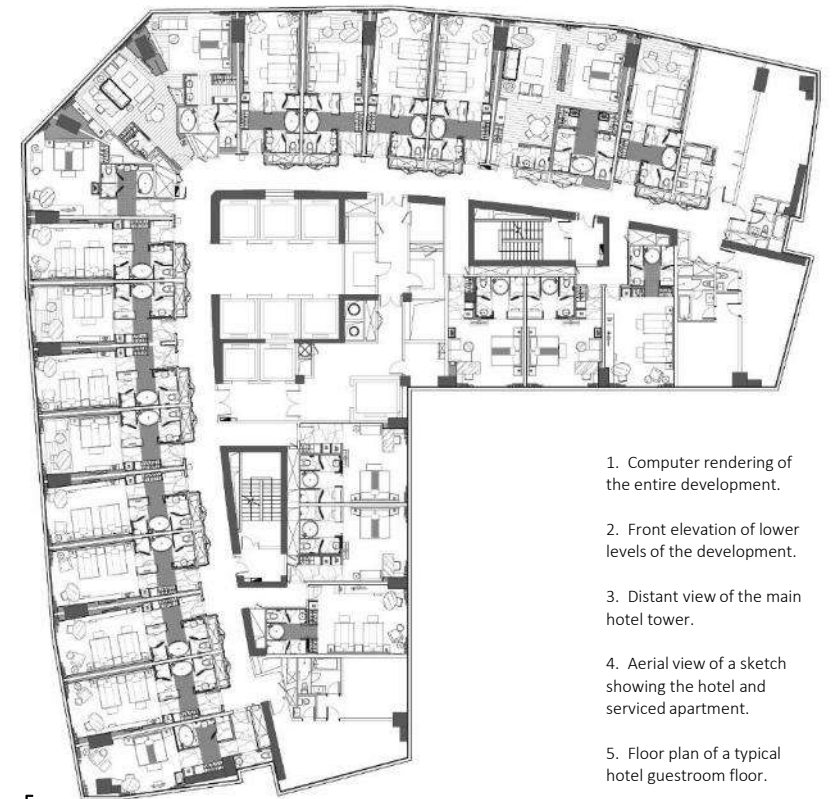 1. Computer rendering of
the entire development.
2. Front elevation of lower
levels of the development.
3. Distant view of the main
hotel tower.
4. Aerial view of a sketch
showing the hotel and
serviced apartment.
5. Floor plan of a typical
hotel guestroom floor.
5